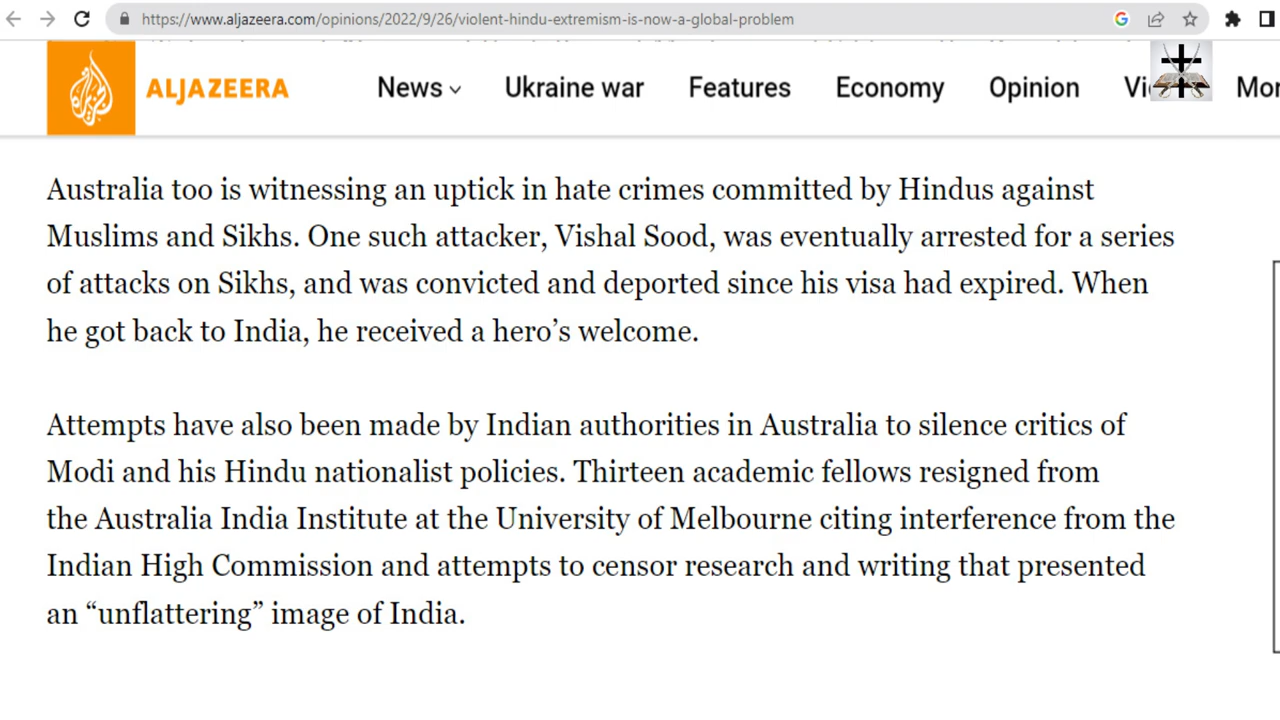 https://www.aljazeera.com/opinions/2022/9/26/violent-hindu-extremism-is-now-a-global-problem
ALJAZEERA News Ukraine war Features Economy Opinion
Australia too is witnessing an uptick in hate crimes committed by Hindus against
Muslims and Sikhs. One such attacker, Vishal Sood, was eventually arrested for a series
of attacks on Sikhs, and was convicted and deported since his visa had expired. When
he got back to India, he received a hero’s welcome.
Attempts have also been made by Indian authorities in Australia to silence critics of
Modi and his Hindu nationalist policies. Thirteen academic fellows resigned from
the Australia India Institute at the University of Melbourne citing interference from the
Indian High Commission and attempts to censor research and writing that presented
an “unflattering” image of India.